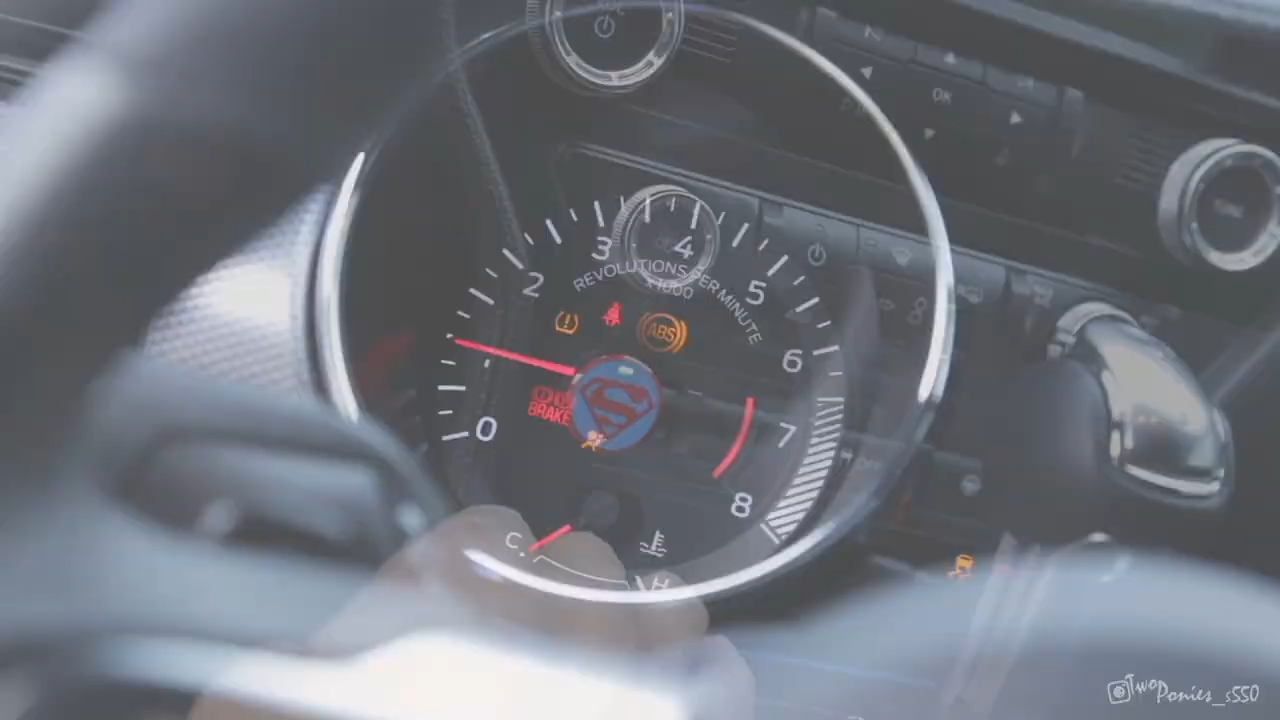 OK
3
4
REVOLUTIONS PER MINUTE
x1000
2
5
ABS
6
BRAKE
0
7
8
C
H
TwoPonies_s550